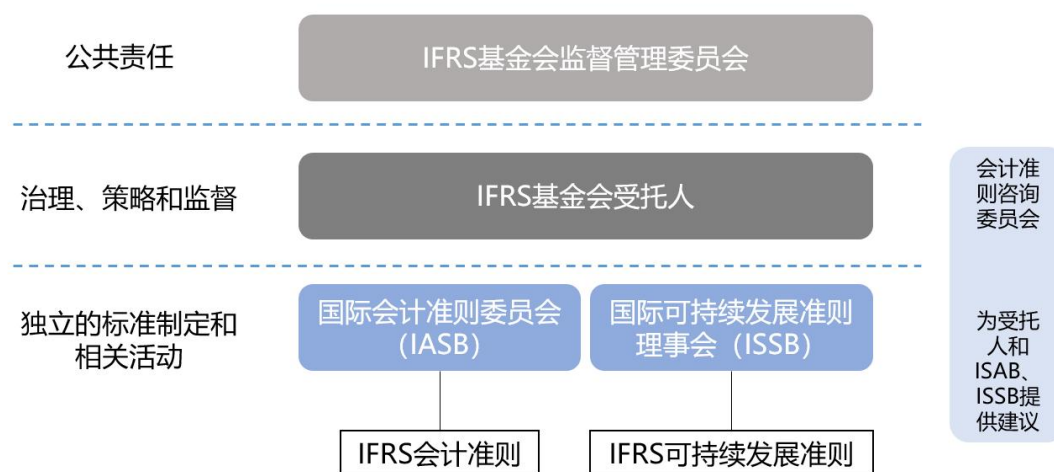 公共责任
IFRS基金会监督管理委员会
治理、策略和监督
IFRS基金会受托人
独立的标准制定和
相关活动
国际会计准则委员会
（IASB）
国际可持续发展准则
理事会（ISSB）
IFRS会计准则
IFRS可持续发展准则
会计准
则咨询
委员会
为受托
人和
ISAB、
ISSB提
供建议